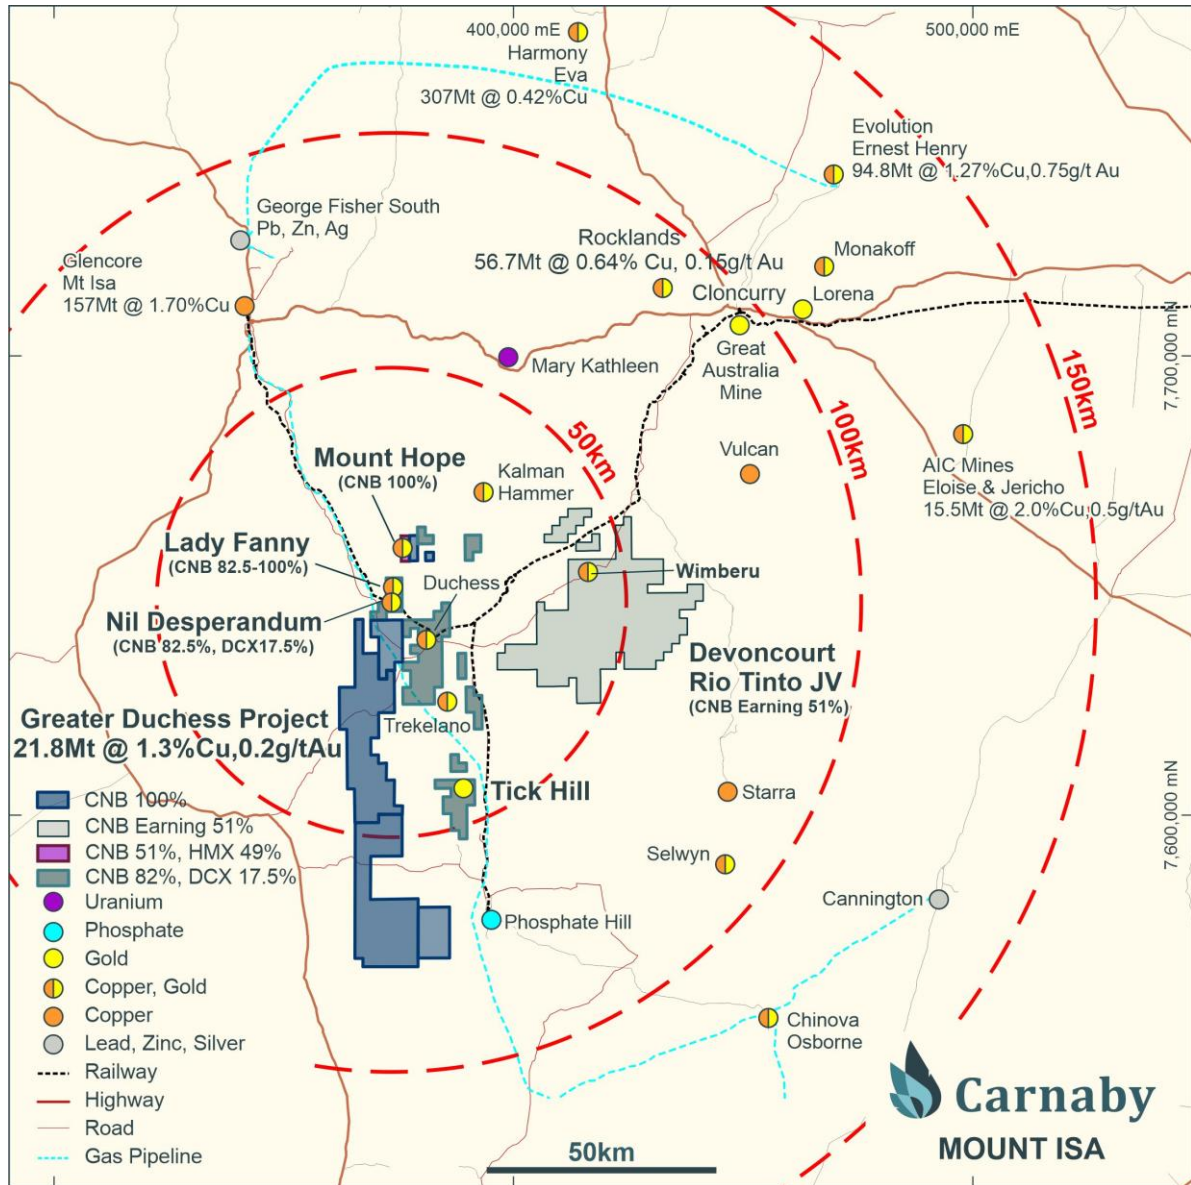 400,000 mE
500,000 mE
Harmony
Eva
307Mt @ 0.42%Cu
Evolution
Ernest Henry
94.8Mt @ 1.27%Cu,0.75g/t Au
George Fisher South
Pb, Zn, Ag
Glencore
Mt Isa
157Mt @ 1.70%Cu
Rocklands
56.7Mt @ 0.64% Cu, 0.15g/t Au
Monakoff
Cloncurry
Lorena
Great
Australia
Mine
Mary Kathleen
7,700,000 mN
150km
100km
50km
Mount Hope
(CNB 100%)
Kalman
Hammer
Vulcan
AIC Mines
Eloise & Jericho
15.5Mt @ 2.0%Cu,0.5g/tAu
Lady Fanny
(CNB 82.5-100%)
Duchess
Wimberu
Nil Desperandum
(CNB 82.5%, DCX17.5%)
Devoncourt
Rio Tinto JV
(CNB Earning 51%)
Greater Duchess Project
21.8Mt @ 1.3%Cu,0.2g/tAu
Trekelano
Tick Hill
Starra
Selwyn
7,600,000 mN
Cannington
Phosphate Hill
Chinova
Osborne
CNB 100%
CNB Earning 51%
CNB 51%, HMX 49%
CNB 82%, DCX 17.5%
Uranium
Phosphate
Gold
Copper, Gold
Copper
Lead, Zinc, Silver
Railway
Highway
Road
Gas Pipeline
50km
Carnaby
MOUNT ISA